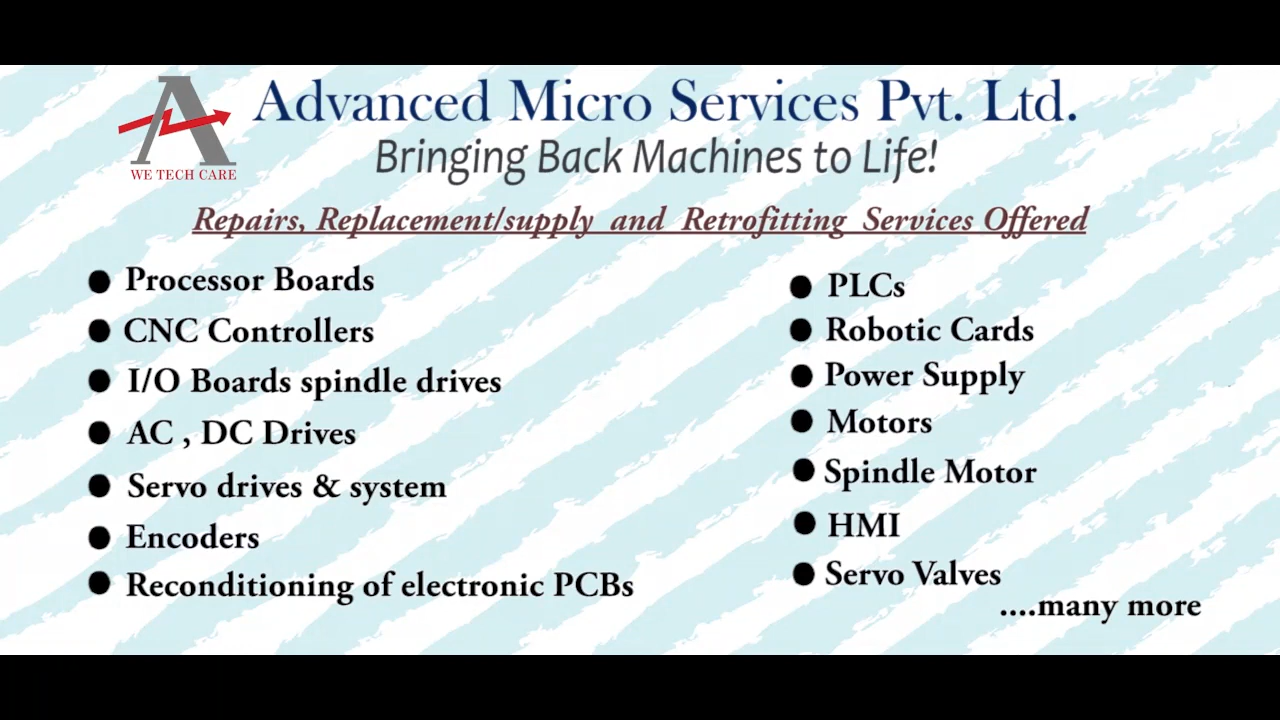 Advanced Micro Services Pvt. Ltd.
WE TECH CARE
Bringing Back Machines to Life!
Repairs, Replacement/supply and Retrofitting Services Offered
● Processor Boards
● CNC Controllers
● I/O Boards spindle drives
● AC , DC Drives
● Servo drives & system
● Encoders
● Reconditioning of electronic PCBs
● PLCs
● Robotic Cards
● Power Supply
● Motors
● Spindle Motor
● HMI
● Servo Valves
....many more